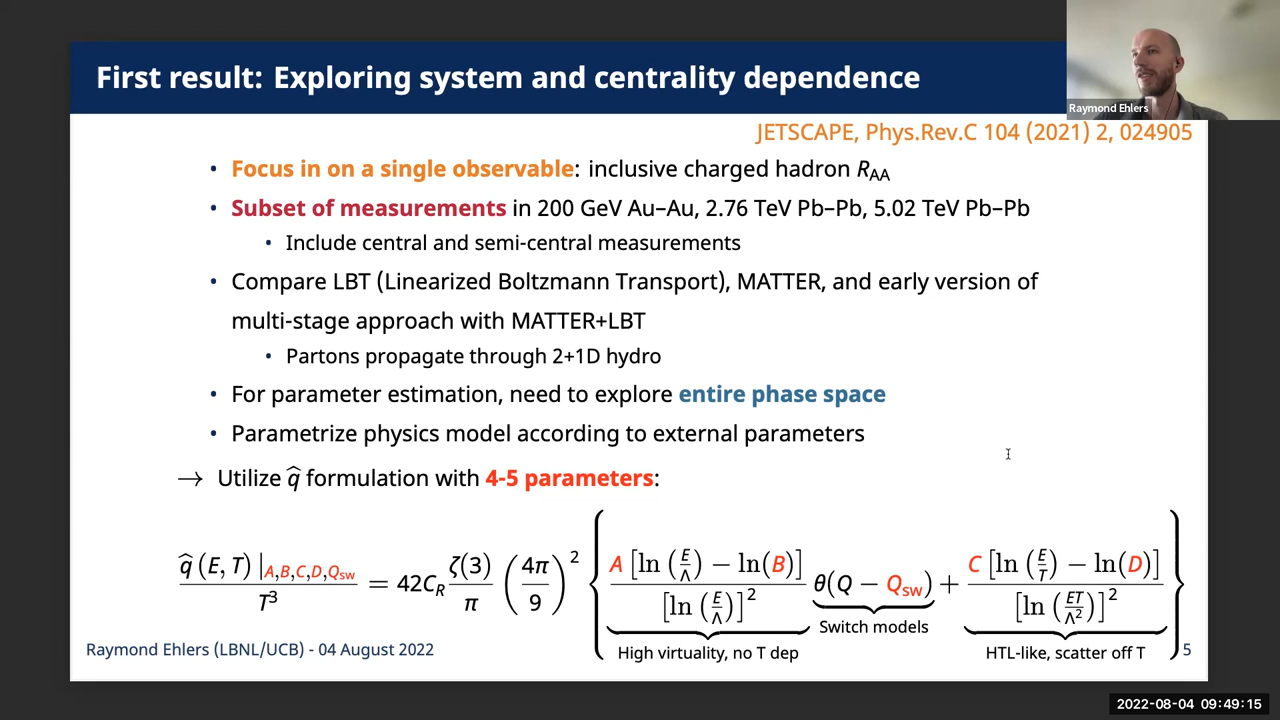 First result: Exploring system and centrality dependence
Raymond Ehlers
JETSCAPE, Phys.Rev.C 104 (2021) 2, 024905
• Focus in on a single observable: inclusive charged hadron R_AA
• Subset of measurements in 200 GeV Au–Au, 2.76 TeV Pb–Pb, 5.02 TeV Pb–Pb
• Include central and semi-central measurements
• Compare LBT (Linearized Boltzmann Transport), MATTER, and early version of
multi-stage approach with MATTER+LBT
• Partons propagate through 2+1D hydro
• For parameter estimation, need to explore entire phase space
• Parametrize physics model according to external parameters
→ Utilize q̂ formulation with 4-5 parameters:
q̂ (E, T) |_{A,B,C,D,Q_sw} / T³ = 42C_R ζ(3)/π (4π/9)² { A [ln (E/Λ) − ln(B)] / [ln (E/Λ)]² θ(Q − Q_sw) + C [ln (E/T) − ln(D)] / [ln (ET/Λ²)]² }
Switch models
High virtuality, no T dep
HTL-like, scatter off T
Raymond Ehlers (LBNL/UCB) - 04 August 2022
5
2022-08-04 09:49:15